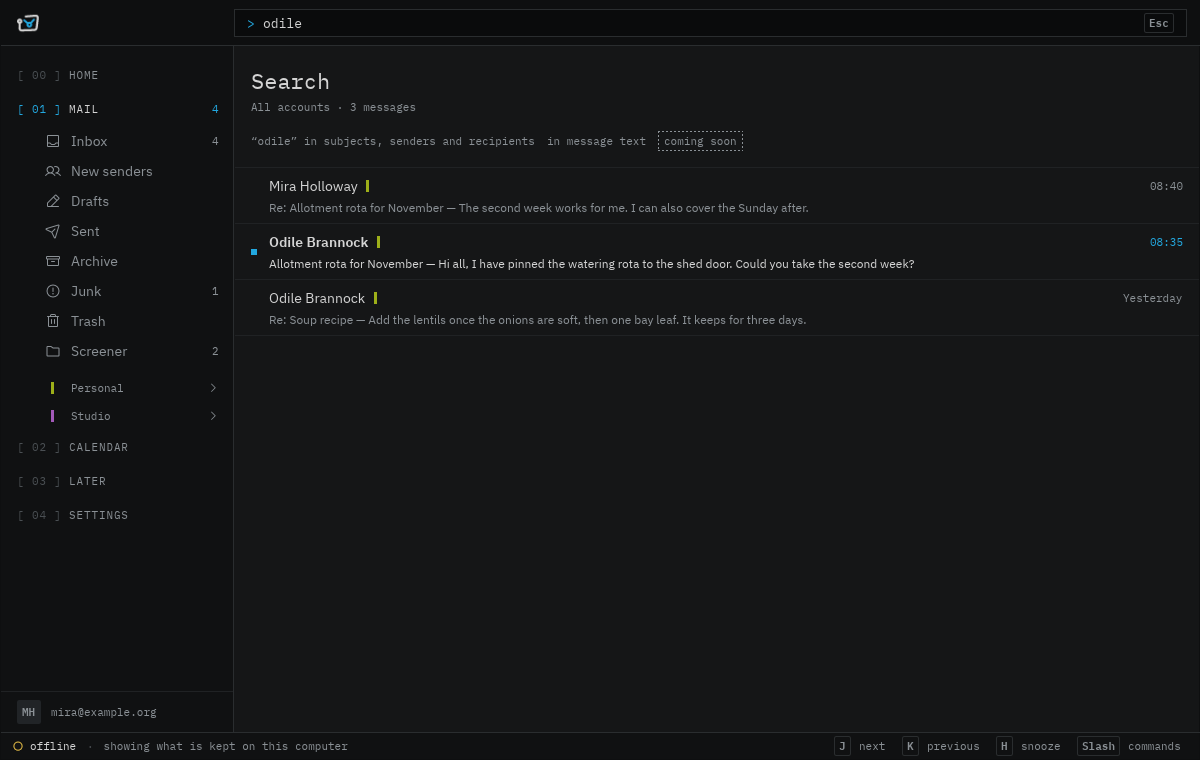 > odile Esc
[ 00 ] HOME
[ 01 ] MAIL 4
Inbox 4
New senders
Drafts
Sent
Archive
Junk 1
Trash
Screener 2
Personal
Studio
[ 02 ] CALENDAR
[ 03 ] LATER
[ 04 ] SETTINGS
MH mira@example.org
Search
All accounts · 3 messages
“odile” in subjects, senders and recipients in message text coming soon
Mira Holloway 08:40
Re: Allotment rota for November — The second week works for me. I can also cover the Sunday after.
Odile Brannock 08:35
Allotment rota for November — Hi all, I have pinned the watering rota to the shed door. Could you take the second week?
Odile Brannock Yesterday
Re: Soup recipe — Add the lentils once the onions are soft, then one bay leaf. It keeps for three days.
offline · showing what is kept on this computer
J next K previous H snooze Slash commands